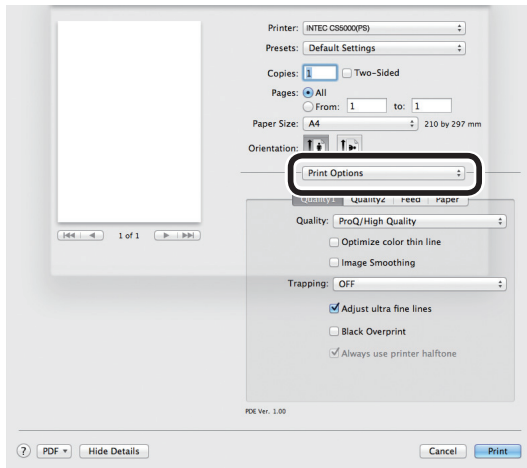 Printer: INTEC CS5000(PS)
Presets: Default Settings
Copies: 1 Two-Sided
Pages: All
From: 1 to: 1
Paper Size: A4 210 by 297 mm
Orientation:
Print Options
Quality1 Quality2 Feed Paper
Quality: ProQ/High Quality
1 of 1
Optimize color thin line
Image Smoothing
Trapping: OFF
Adjust ultra fine lines
Black Overprint
Always use printer halftone
PDE Ver. 1.00
? PDF Hide Details Cancel Print